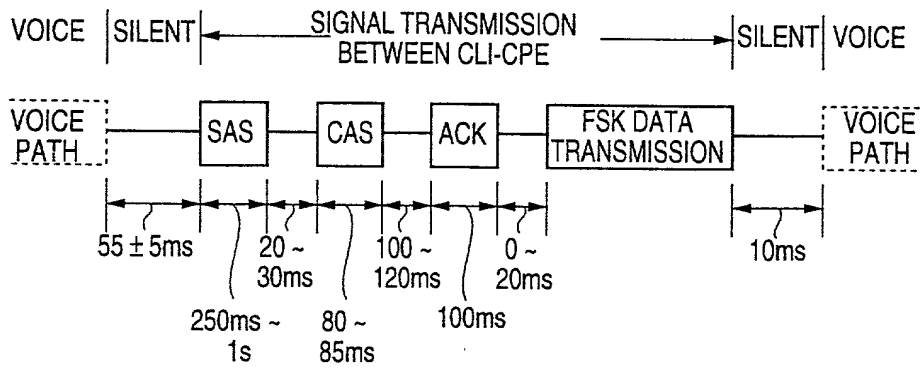 VOICE
SILENT
SIGNAL TRANSMISSION
BETWEEN CLI-CPE
SILENT
VOICE
VOICE
PATH
SAS
CAS
ACK
FSK DATA
TRANSMISSION
VOICE
PATH
55 ± 5ms
20 ~
30ms
100 ~
120ms
0 ~
20ms
10ms
250ms ~
1s
80 ~
85ms
100ms